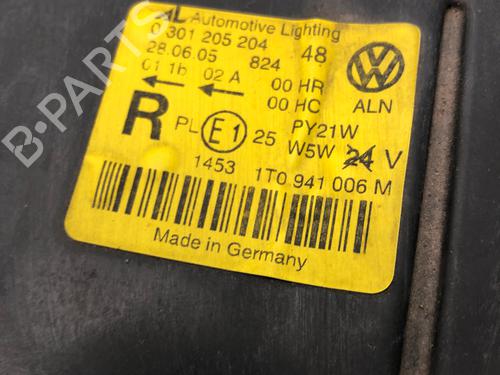 AL Automotive Lighting
0 301 205 204 48
28.06.05 824
01 1b 02 A 00 HR
00 HC ALN
R PL E1 25 PY21W
W5W 24 V
1453 1T0 941 006 M
Made in Germany
B-PARTS